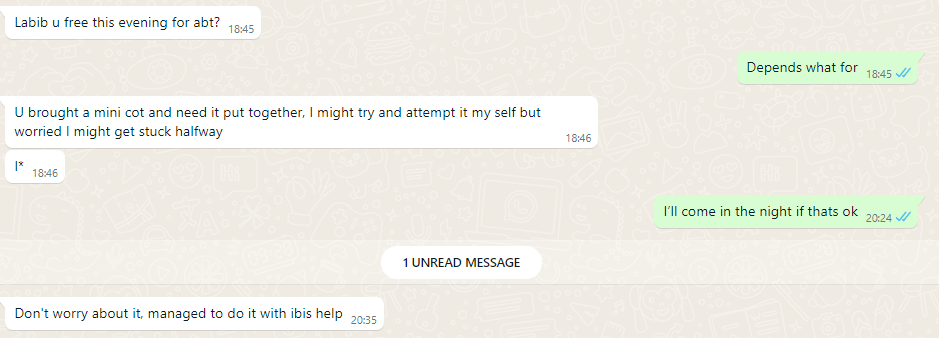 Labib u free this evening for abt?
18:45
Depends what for
18:45
U brought a mini cot and need it put together, I might try and attempt it my self but
worried I might get stuck halfway
18:46
I*
18:46
I'll come in the night if thats ok
20:24
1 UNREAD MESSAGE
Don't worry about it, managed to do it with ibis help
20:35